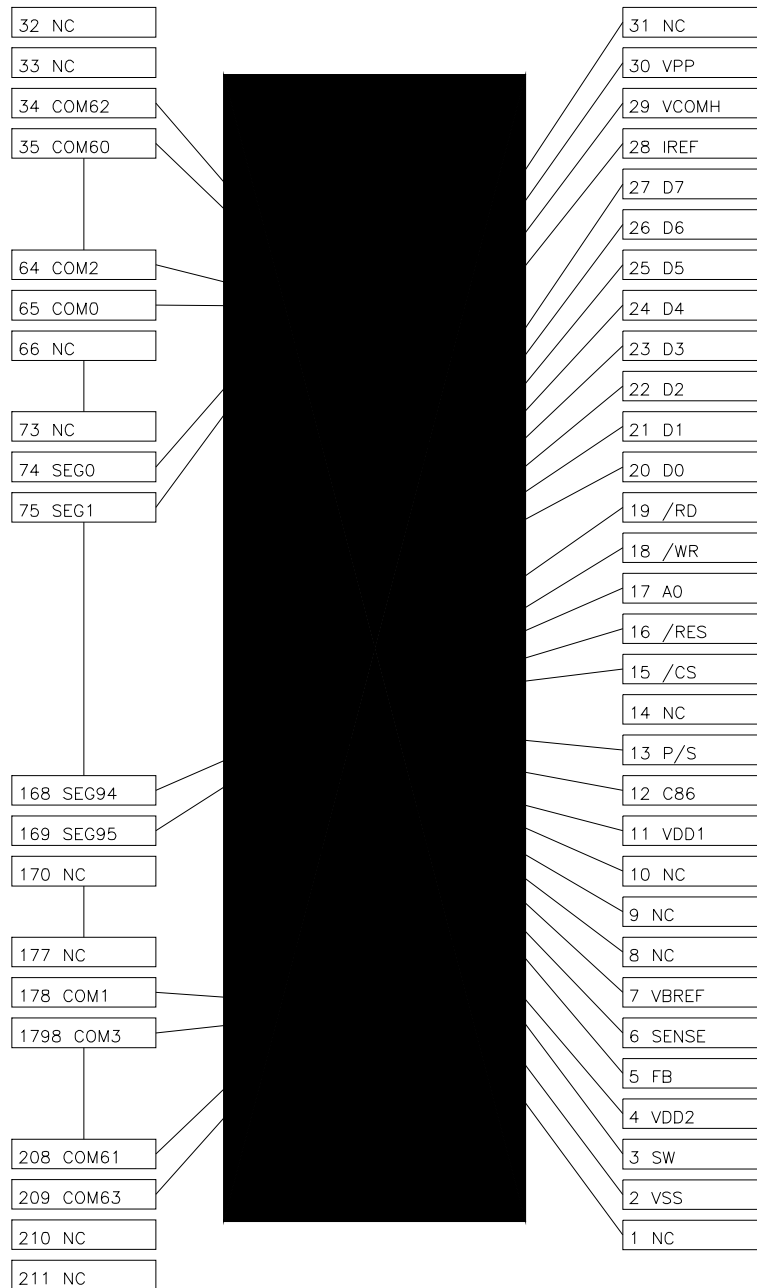 32 NC
33 NC
34 COM62
35 COM60
64 COM2
65 COM0
66 NC
73 NC
74 SEG0
75 SEG1
168 SEG94
169 SEG95
170 NC
177 NC
178 COM1
1798 COM3
208 COM61
209 COM63
210 NC
211 NC
31 NC
30 VPP
29 VCOMH
28 IREF
27 D7
26 D6
25 D5
24 D4
23 D3
22 D2
21 D1
20 D0
19 /RD
18 /WR
17 A0
16 /RES
15 /CS
14 NC
13 P/S
12 C86
11 VDD1
10 NC
9 NC
8 NC
7 VBREF
6 SENSE
5 FB
4 VDD2
3 SW
2 VSS
1 NC